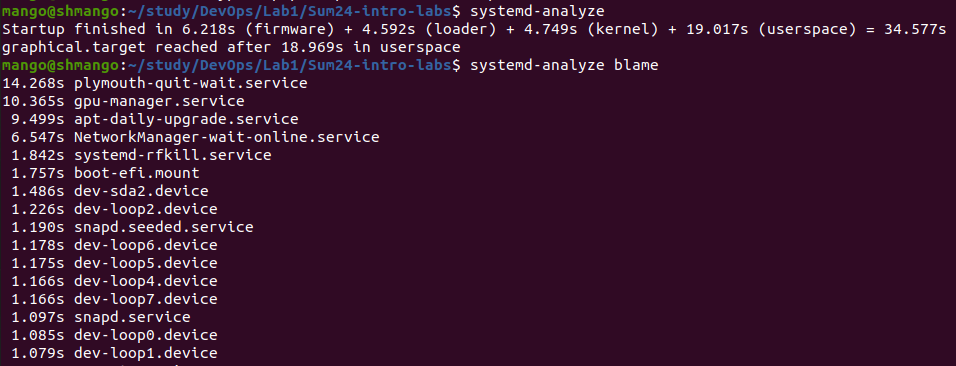 mango@shmango:~/study/DevOps/Lab1/Sum24-intro-labs$ systemd-analyze
Startup finished in 6.218s (firmware) + 4.592s (loader) + 4.749s (kernel) + 19.017s (userspace) = 34.577s
graphical.target reached after 18.969s in userspace
mango@shmango:~/study/DevOps/Lab1/Sum24-intro-labs$ systemd-analyze blame
14.268s plymouth-quit-wait.service
10.365s gpu-manager.service
9.499s apt-daily-upgrade.service
6.547s NetworkManager-wait-online.service
1.842s systemd-rfkill.service
1.757s boot-efi.mount
1.486s dev-sda2.device
1.226s dev-loop2.device
1.190s snapd.seeded.service
1.178s dev-loop6.device
1.175s dev-loop5.device
1.166s dev-loop4.device
1.166s dev-loop7.device
1.097s snapd.service
1.085s dev-loop0.device
1.079s dev-loop1.device